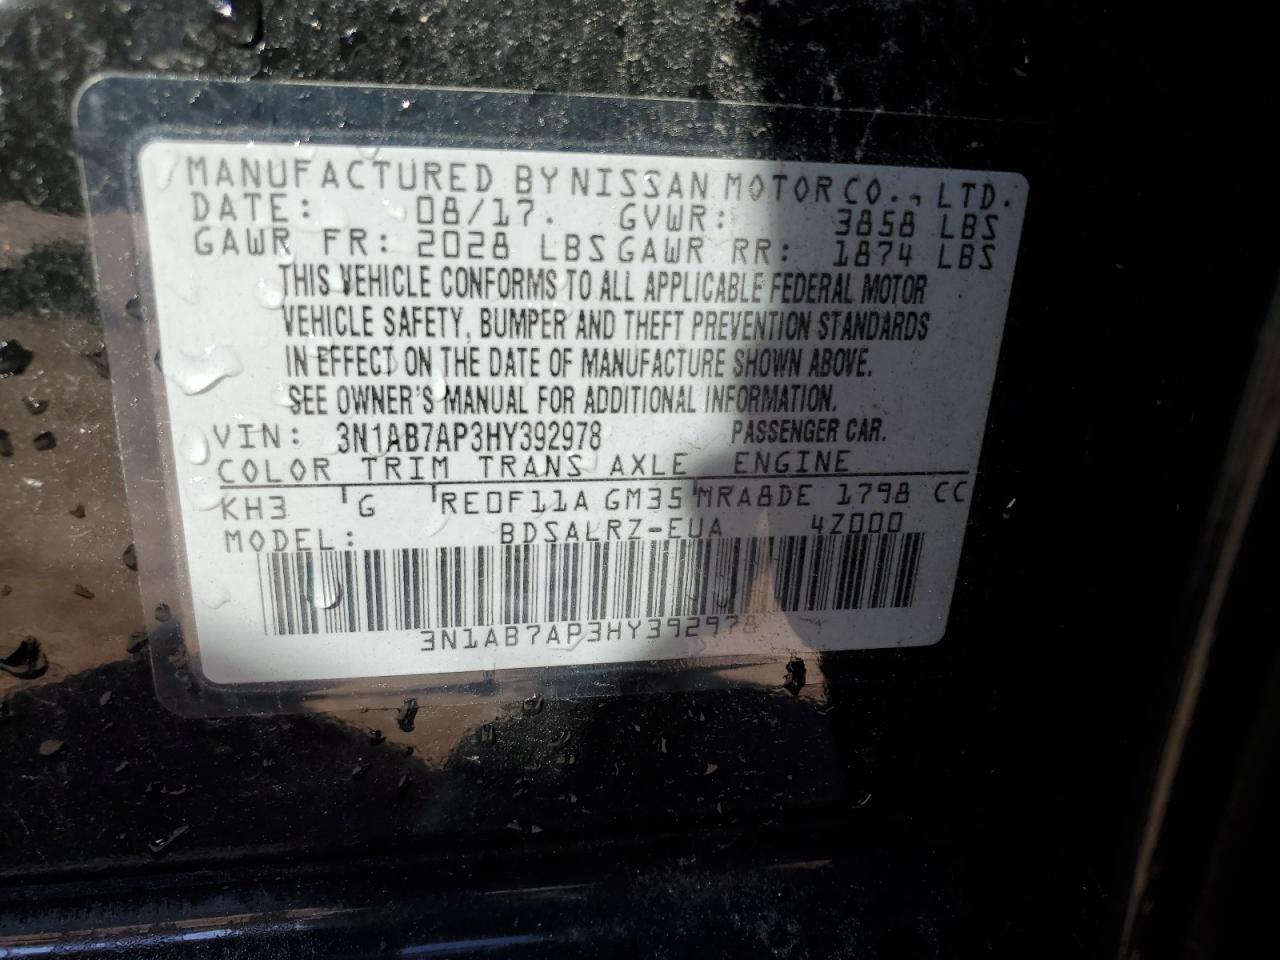 MANUFACTURED BY NISSAN MOTOR CO., LTD.
DATE: 08/17. GVWR: 3858 LBS
GAWR FR: 2028 LBS GAWR RR: 1874 LBS
THIS VEHICLE CONFORMS TO ALL APPLICABLE FEDERAL MOTOR
VEHICLE SAFETY, BUMPER AND THEFT PREVENTION STANDARDS
IN EFFECT ON THE DATE OF MANUFACTURE SHOWN ABOVE.
SEE OWNER'S MANUAL FOR ADDITIONAL INFORMATION.
VIN: 3N1AB7AP3HY392978 PASSENGER CAR.
COLOR TRIM TRANS AXLE ENGINE
KH3 G RE0F11A GM35 MRA8DE 1798 CC
MODEL: BDSALRZ-EUA 4Z000
3N1AB7AP3HY392978